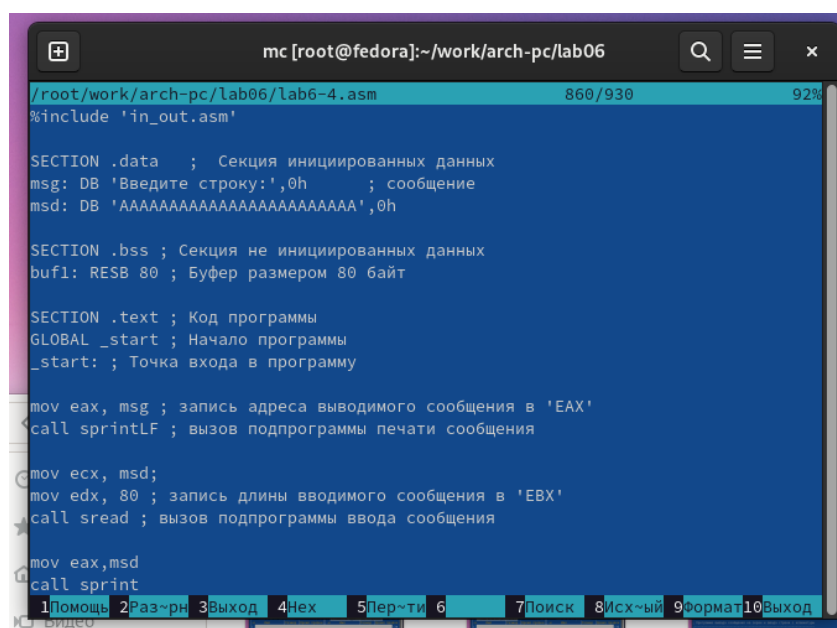 mc [root@fedora]:~/work/arch-pc/lab06
/root/work/arch-pc/lab06/lab6-4.asm 860/930 92%
%include 'in_out.asm'
SECTION .data ; Секция инициированных данных
msg: DB 'Введите строку:',0h ; сообщение
msd: DB 'AAAAAAAAAAAAAAAAAAAAAAAA',0h
SECTION .bss ; Секция не инициированных данных
buf1: RESB 80 ; Буфер размером 80 байт
SECTION .text ; Код программы
GLOBAL _start ; Начало программы
_start: ; Точка входа в программу
mov eax, msg ; запись адреса выводимого сообщения в 'EAX'
call sprintLF ; вызов подпрограммы печати сообщения
mov ecx, msd;
mov edx, 80 ; запись длины вводимого сообщения в 'EBX'
call sread ; вызов подпрограммы ввода сообщения
mov eax,msd
call sprint
1Помощь 2Раз~рн 3Выход 4Hex 5Пер~ти 6 7Поиск 8Исх~ый 9Формат 10Выход
Видео